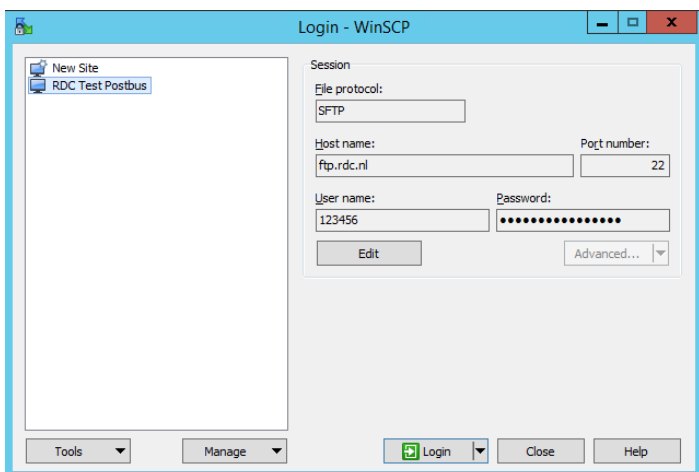 Login - WinSCP
New Site
RDC Test Postbus
Session
File protocol:
SFTP
Host name:
Port number:
ftp.rdc.nl
22
User name:
Password:
123456
••••••••••••••••
Edit
Advanced...
Tools
Manage
Login
Close
Help